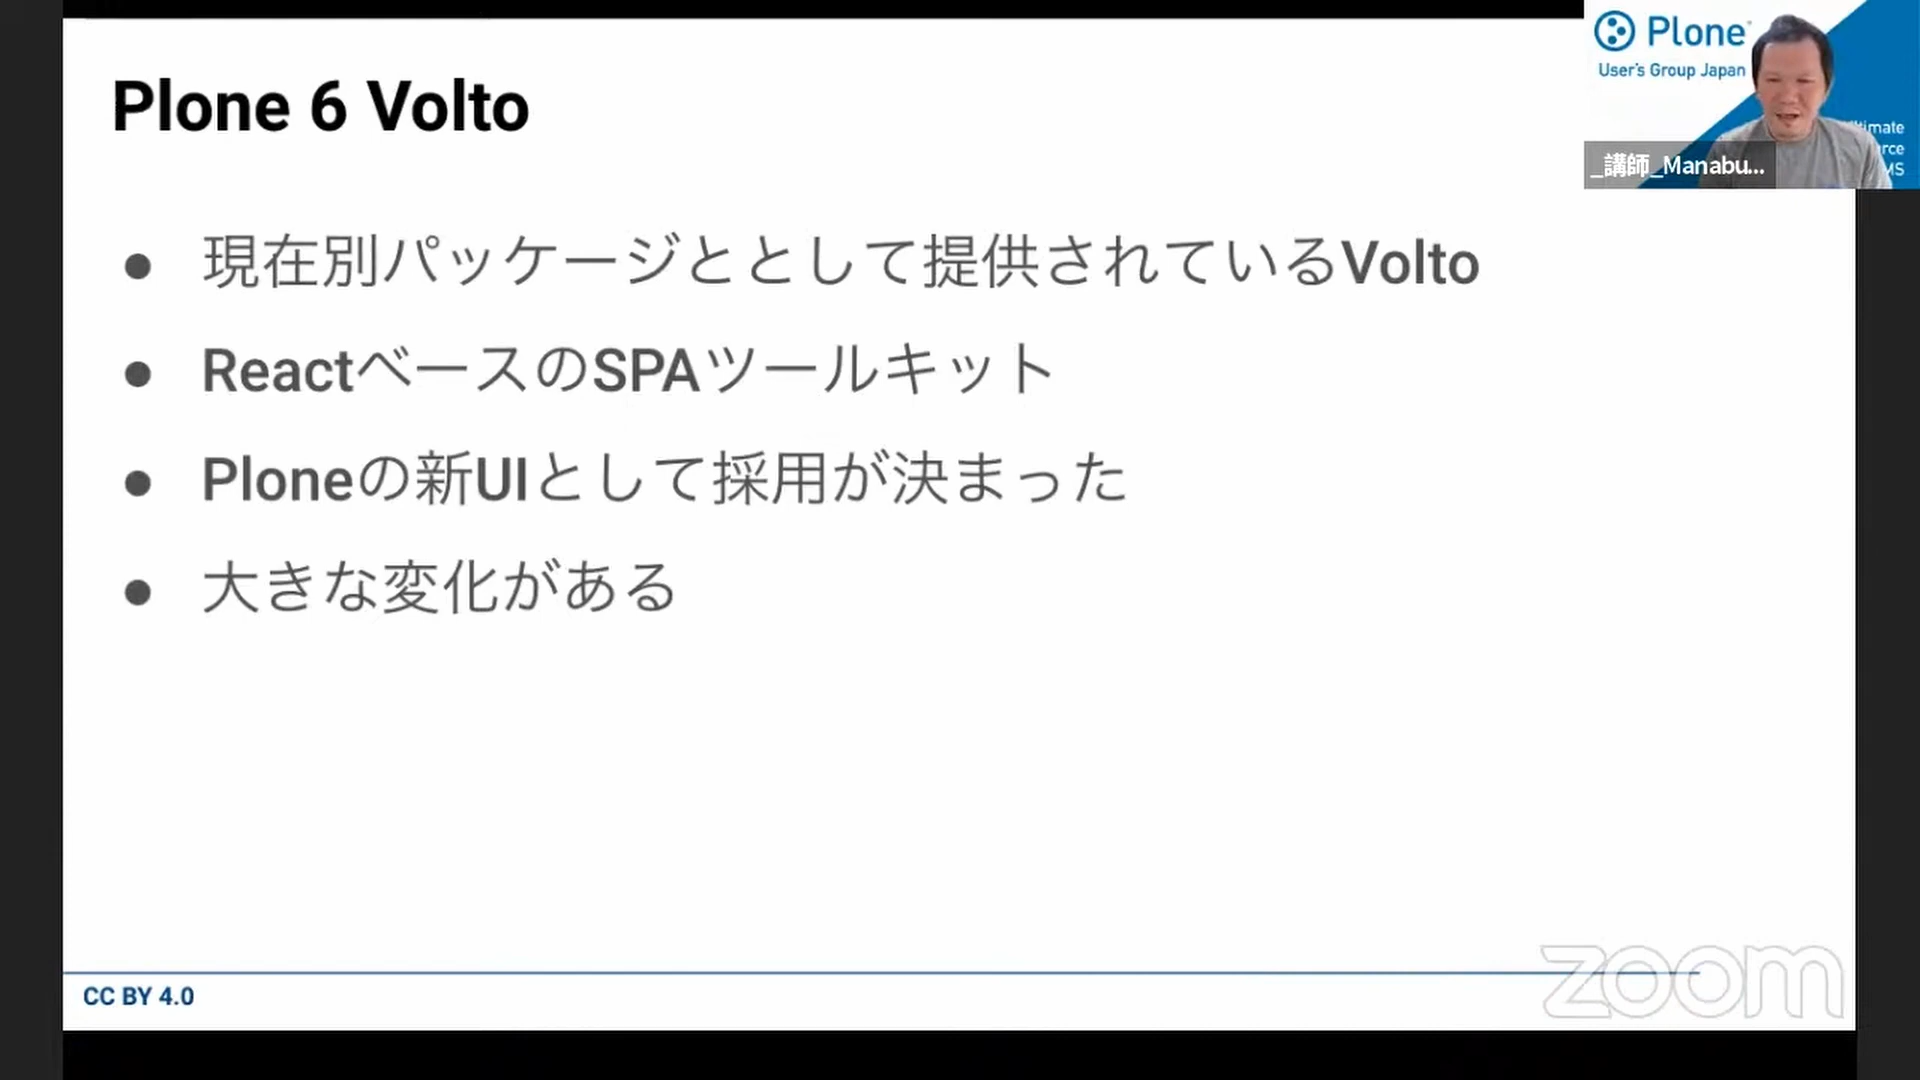 Plone 6 Volto
● 現在別パッケージととして提供されているVolto
● ReactベースのSPAツールキット
● Ploneの新UIとして採用が決まった
● 大きな変化がある
CC BY 4.0
Plone
User's Group Japan
_講師_Manabu...
zoom